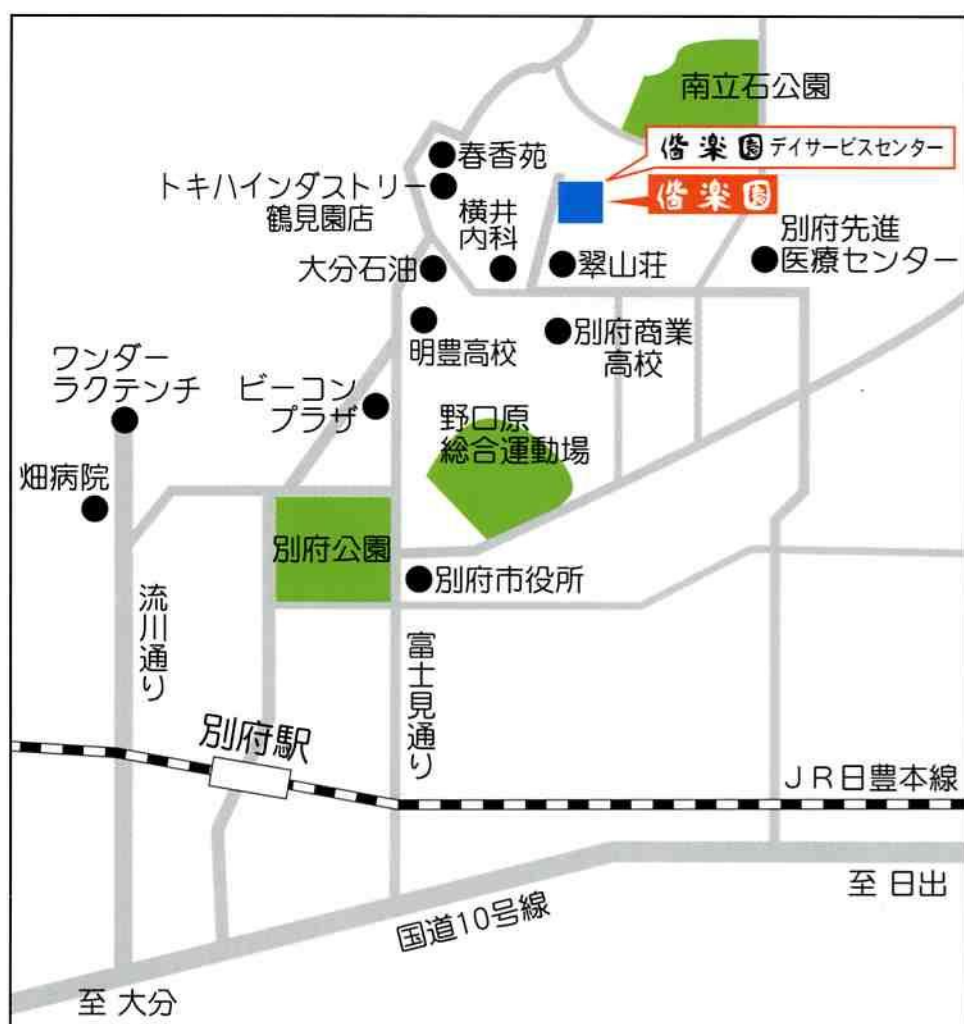 南立石公園
偕楽園 デイサービスセンター
偕楽園
春香苑
トキハインダストリー
鶴見園店
横井
内科
大分石油
翠山荘
別府先進
医療センター
明豊高校
別府商業
高校
ワンダー
ラクテンチ
ビーコン
プラザ
野口原
総合運動場
畑病院
別府公園
別府市役所
流川通り
富士見通り
別府駅
JR日豊本線
至 日出
国道10号線
至 大分